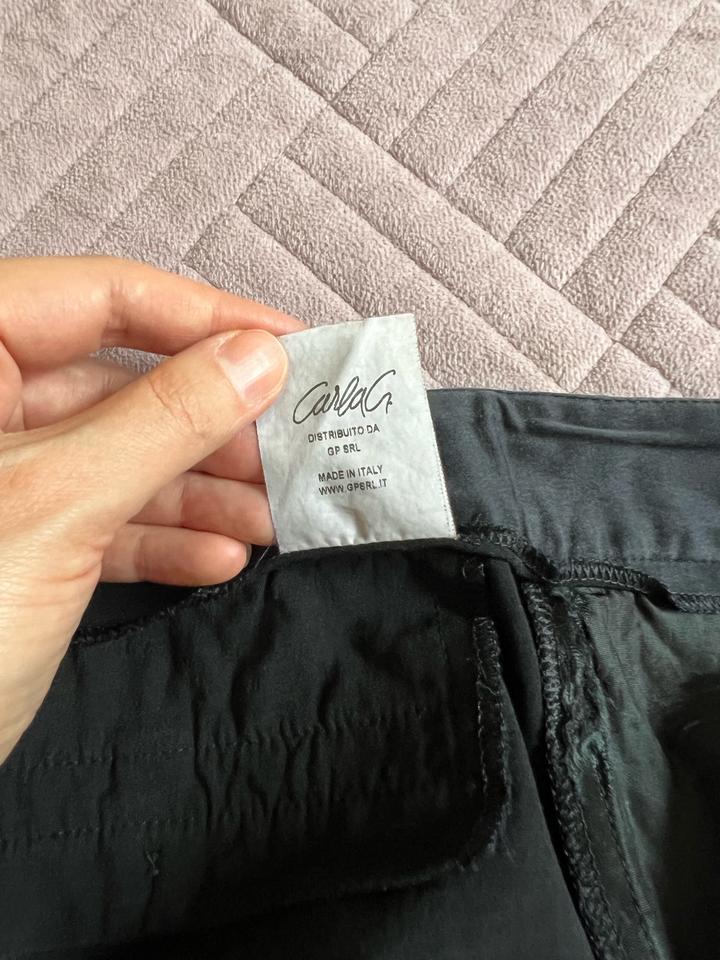 CarlaG.
DISTRIBUITO DA
GP SRL
MADE IN ITALY
WWW.GPSRL.IT